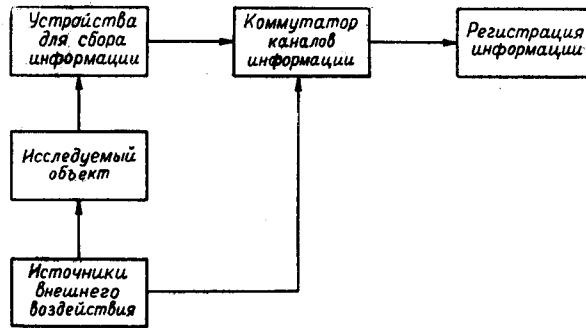 Устройства
для сбора
информации
Коммутатор
каналов
информации
Регистрация
информации
Исследуемый
объект
Источники
внешнего
воздействия